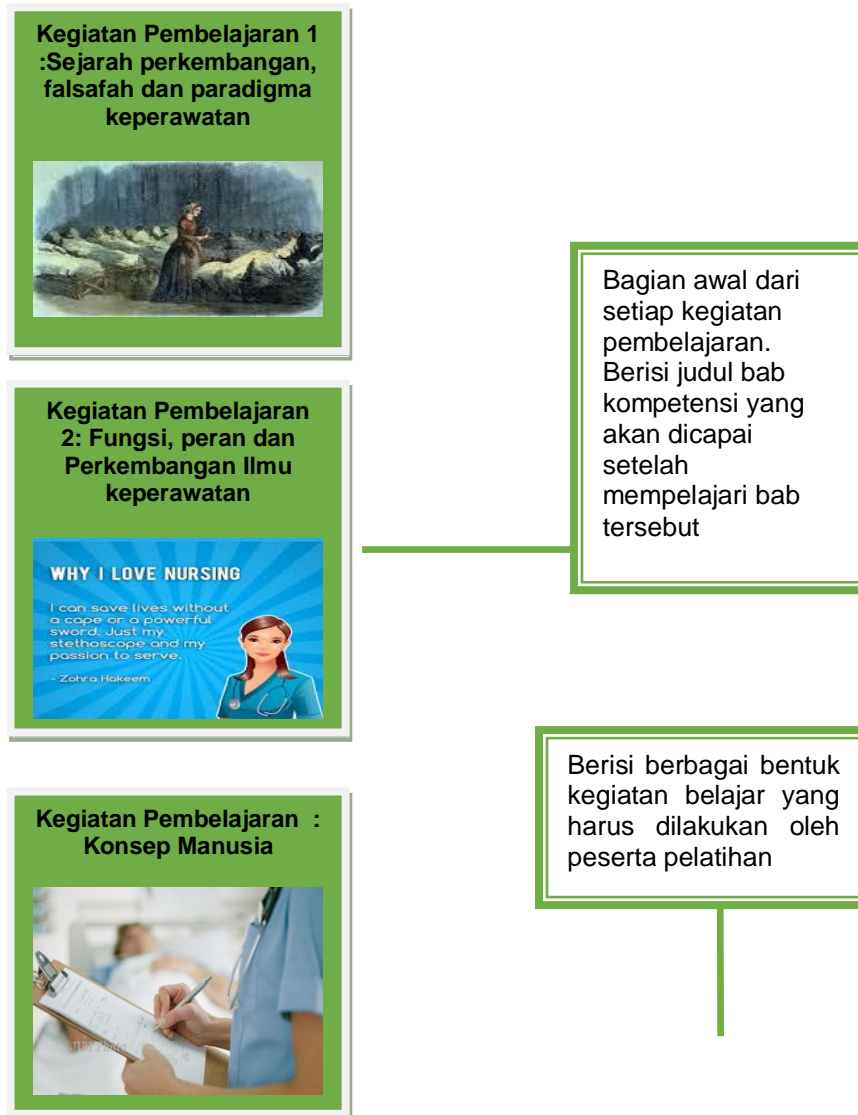 Kegiatan Pembelajaran 1
:Sejarah perkembangan,
falsafah dan paradigma
keperawatan
Bagian awal dari
setiap kegiatan
pembelajaran.
Berisi judul bab
kompetensi yang
akan dicapai
setelah
mempelajari bab
tersebut
Kegiatan Pembelajaran
2: Fungsi, peran dan
Perkembangan Ilmu
keperawatan
WHY I LOVE NURSING
I can save lives without
a cape or a powerful
sword. Just my
stethoscope and my
passion to serve.
- Zohra Hakeem
Berisi berbagai bentuk
kegiatan belajar yang
harus dilakukan oleh
peserta pelatihan
Kegiatan Pembelajaran :
Konsep Manusia